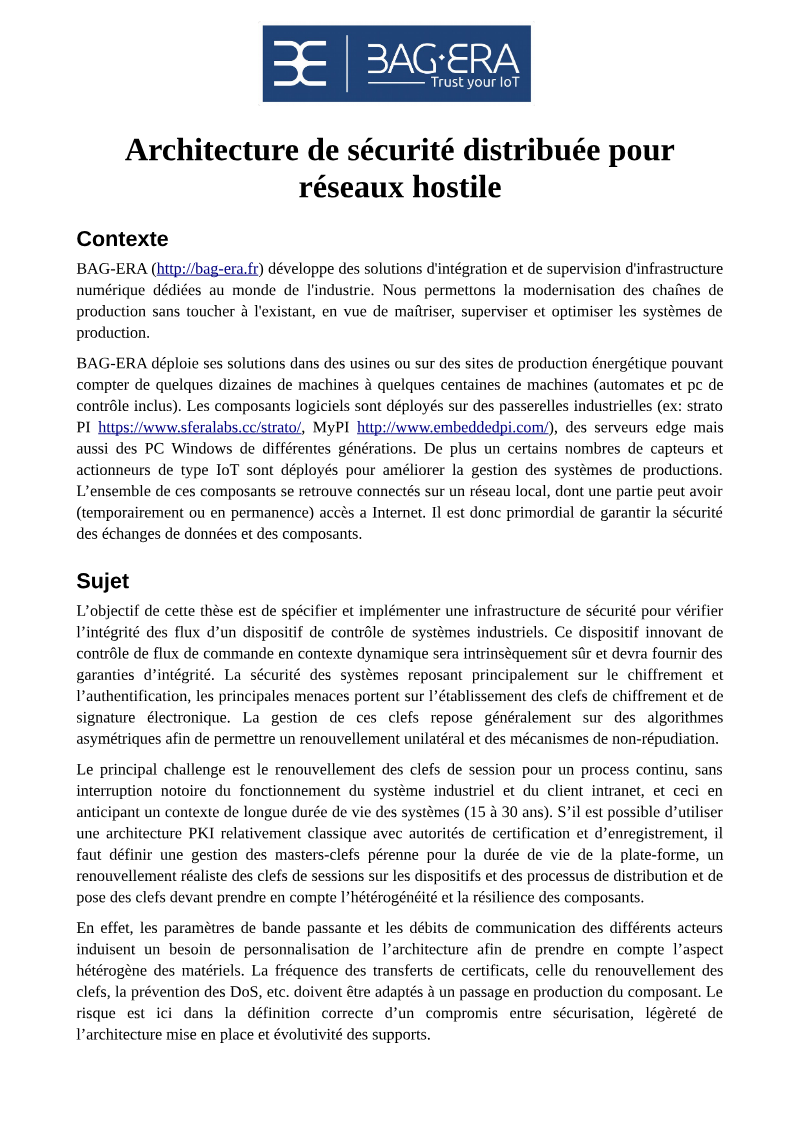 BAG·ERA
Trust your IoT
Architecture de sécurité distribuée pour
réseaux hostile
Contexte
BAG-ERA (http://bag-era.fr) développe des solutions d'intégration et de supervision d'infrastructure
numérique dédiées au monde de l'industrie. Nous permettons la modernisation des chaînes de
production sans toucher à l'existant, en vue de maîtriser, superviser et optimiser les systèmes de
production.
BAG-ERA déploie ses solutions dans des usines ou sur des sites de production énergétique pouvant
compter de quelques dizaines de machines à quelques centaines de machines (automates et pc de
contrôle inclus). Les composants logiciels sont déployés sur des passerelles industrielles (ex: strato
PI https://www.sferalabs.cc/strato/, MyPI http://www.embeddedpi.com/), des serveurs edge mais
aussi des PC Windows de différentes générations. De plus un certains nombres de capteurs et
actionneurs de type IoT sont déployés pour améliorer la gestion des systèmes de productions.
L’ensemble de ces composants se retrouve connectés sur un réseau local, dont une partie peut avoir
(temporairement ou en permanence) accès a Internet. Il est donc primordial de garantir la sécurité
des échanges de données et des composants.
Sujet
L’objectif de cette thèse est de spécifier et implémenter une infrastructure de sécurité pour vérifier
l’intégrité des flux d’un dispositif de contrôle de systèmes industriels. Ce dispositif innovant de
contrôle de flux de commande en contexte dynamique sera intrinsèquement sûr et devra fournir des
garanties d’intégrité. La sécurité des systèmes reposant principalement sur le chiffrement et
l’authentification, les principales menaces portent sur l’établissement des clefs de chiffrement et de
signature électronique. La gestion de ces clefs repose généralement sur des algorithmes
asymétriques afin de permettre un renouvellement unilatéral et des mécanismes de non-répudiation.
Le principal challenge est le renouvellement des clefs de session pour un process continu, sans
interruption notoire du fonctionnement du système industriel et du client intranet, et ceci en
anticipant un contexte de longue durée de vie des systèmes (15 à 30 ans). S’il est possible d’utiliser
une architecture PKI relativement classique avec autorités de certification et d’enregistrement, il
faut définir une gestion des masters-clefs pérenne pour la durée de vie de la plate-forme, un
renouvellement réaliste des clefs de sessions sur les dispositifs et des processus de distribution et de
pose des clefs devant prendre en compte l’hétérogénéité et la résilience des composants.
En effet, les paramètres de bande passante et les débits de communication des différents acteurs
induisent un besoin de personnalisation de l’architecture afin de prendre en compte l’aspect
hétérogène des matériels. La fréquence des transferts de certificats, celle du renouvellement des
clefs, la prévention des DoS, etc. doivent être adaptés à un passage en production du composant. Le
risque est ici dans la définition correcte d’un compromis entre sécurisation, légèreté de
l’architecture mise en place et évolutivité des supports.